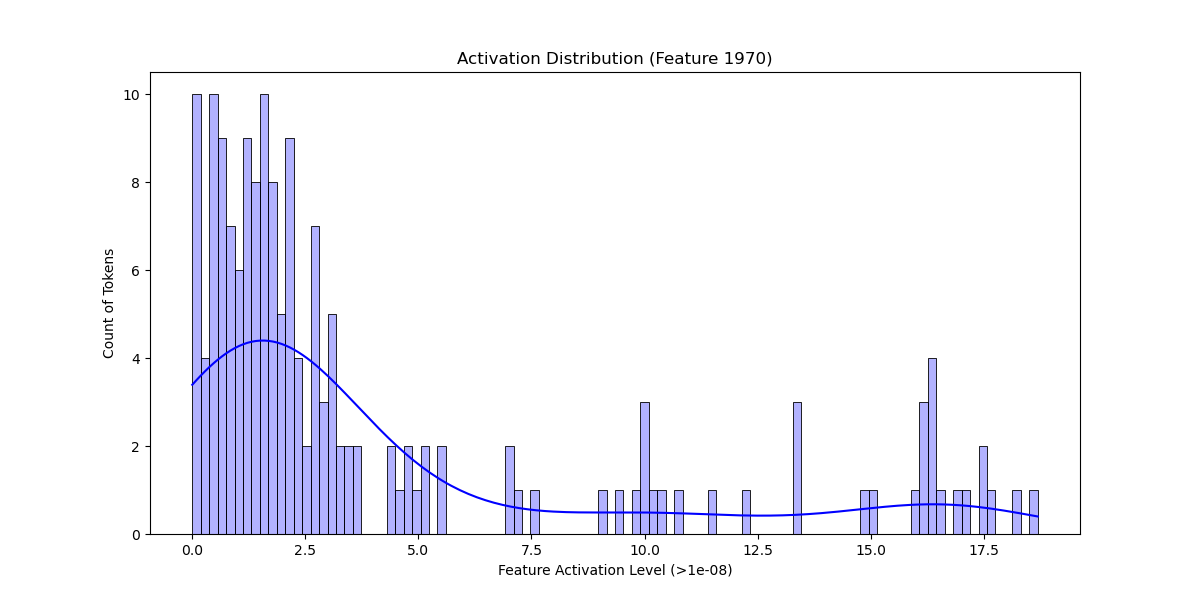 Activation Distribution (Feature 1970)
10
8
6
4
2
0
Count of Tokens
0.0 2.5 5.0 7.5 10.0 12.5 15.0 17.5
Feature Activation Level (>1e-08)